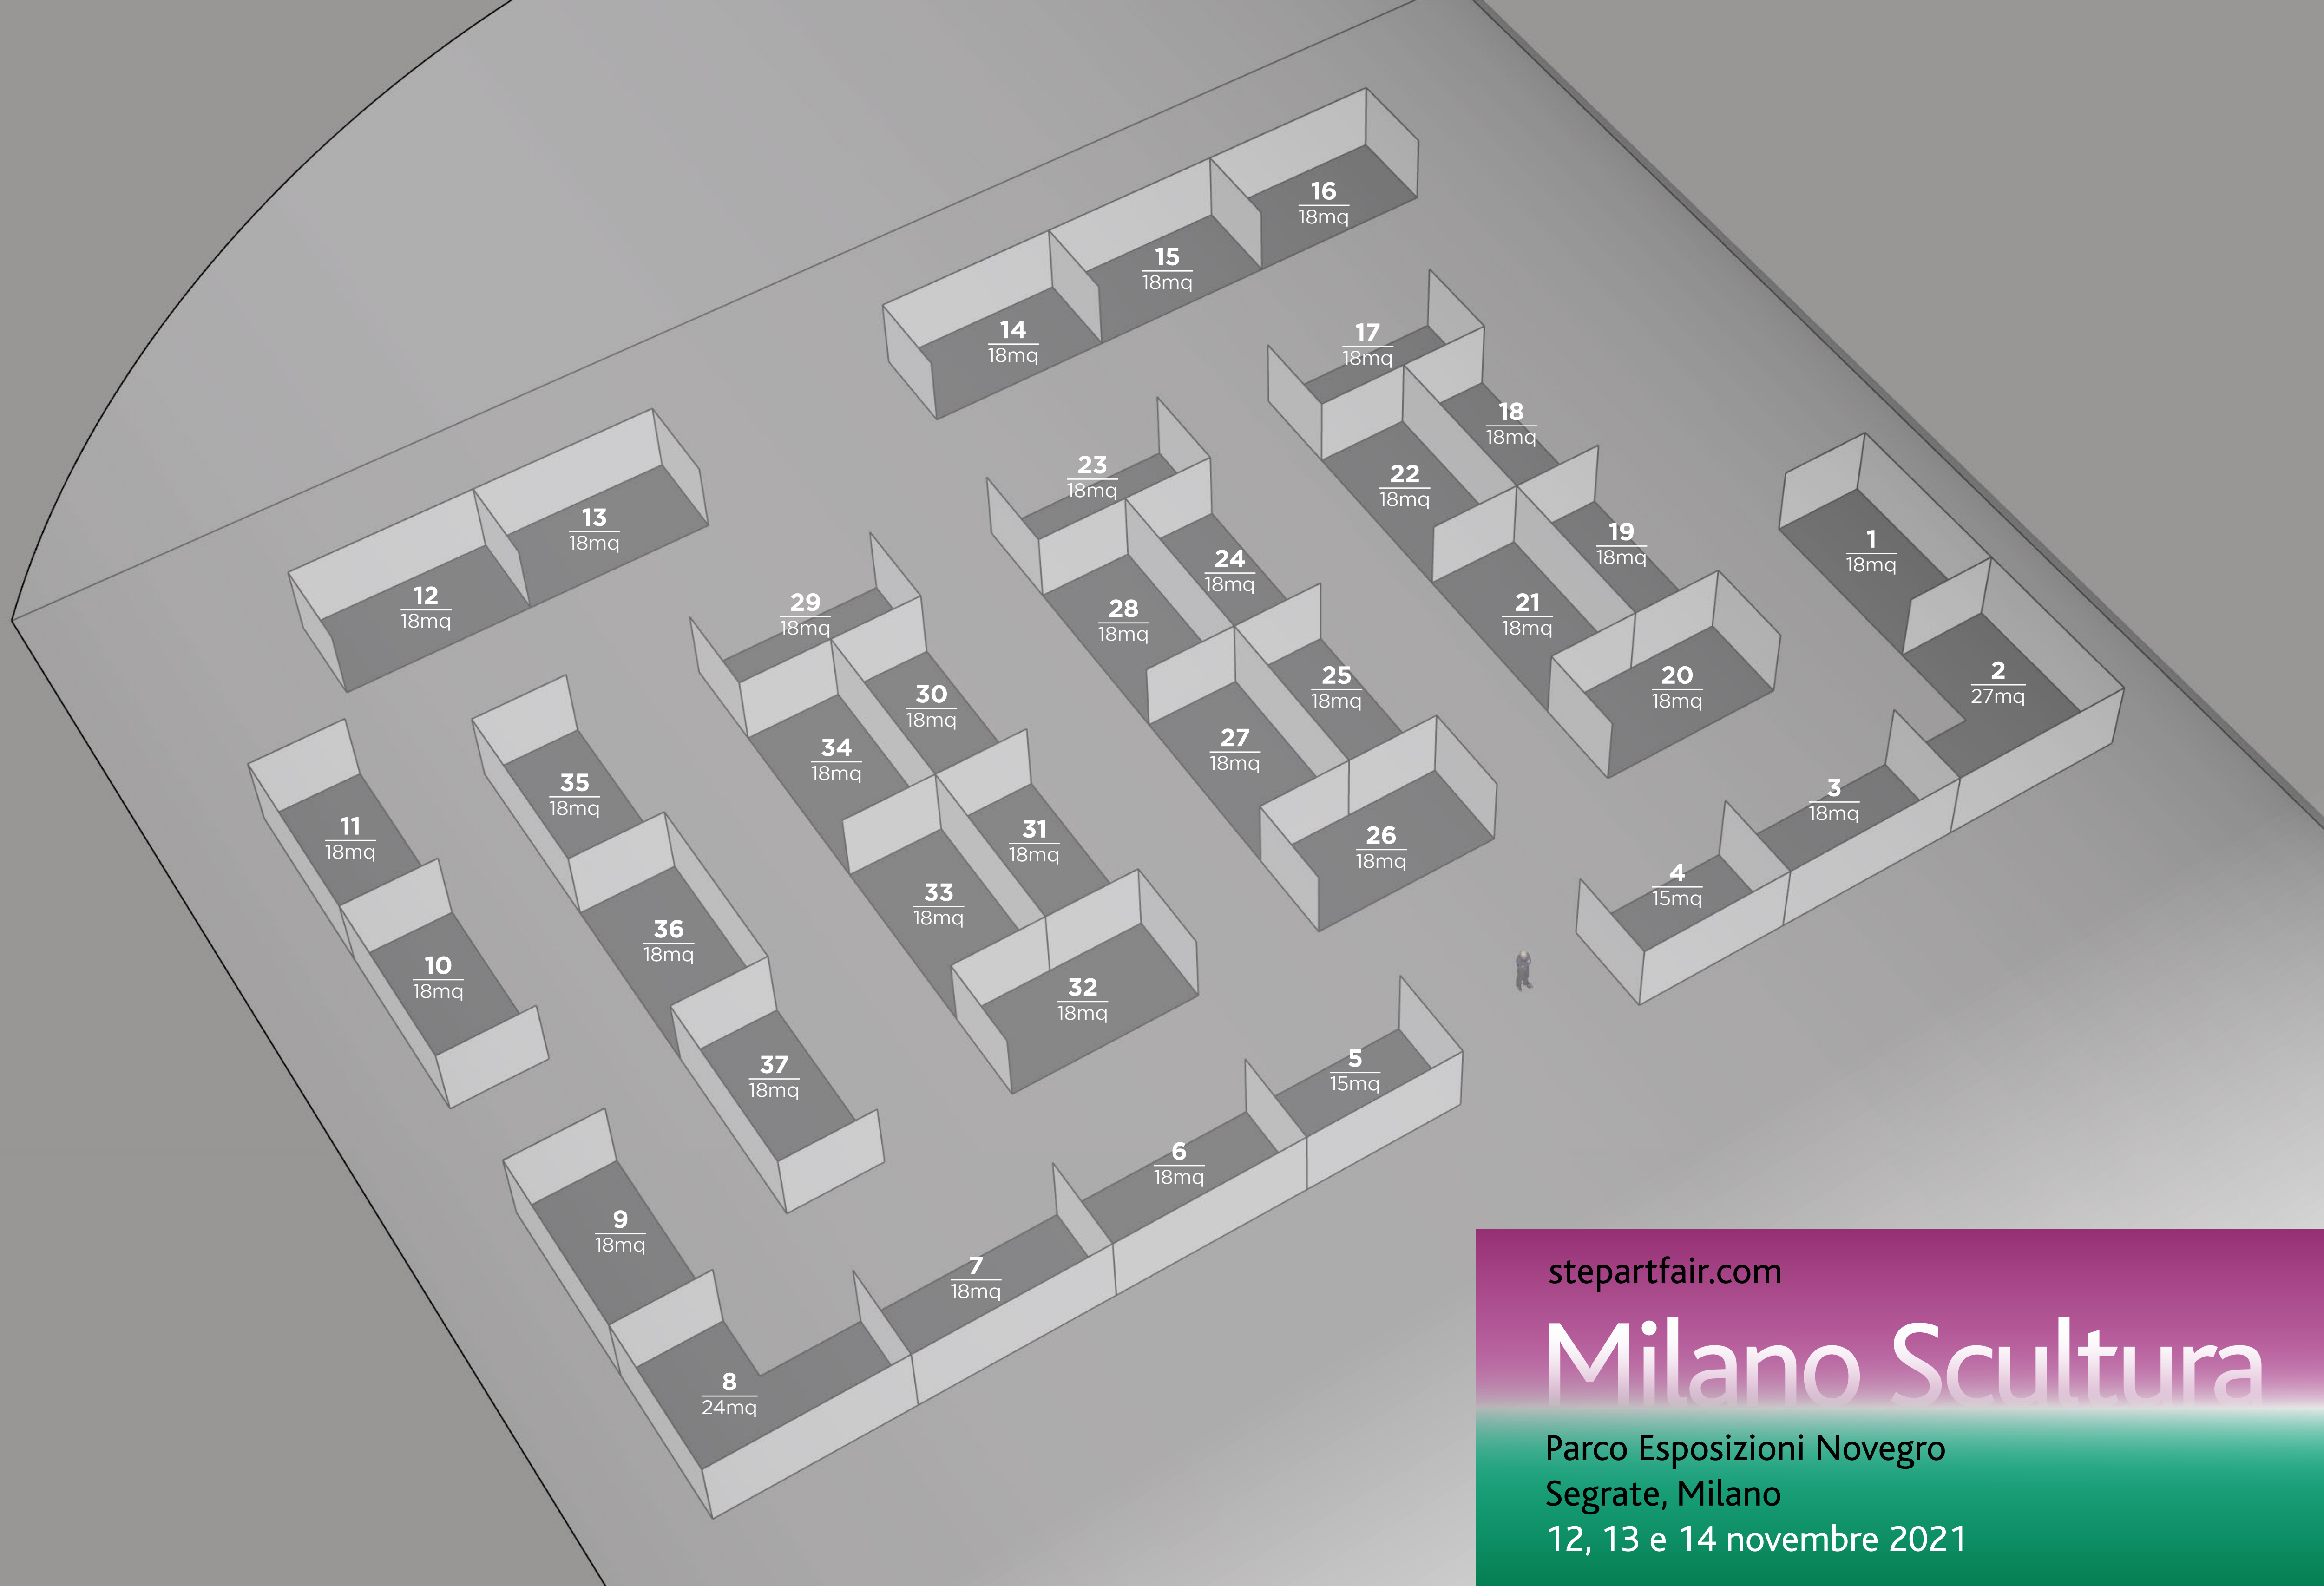 16
18mq
15
18mq
14
18mq
17
18mq
18
18mq
23
18mq
22
18mq
13
18mq
19
18mq
1
18mq
24
18mq
12
18mq
29
18mq
21
18mq
28
18mq
2
27mq
25
18mq
20
18mq
30
18mq
27
18mq
34
18mq
35
18mq
3
18mq
11
18mq
31
18mq
26
18mq
4
15mq
33
18mq
36
18mq
10
18mq
32
18mq
5
15mq
37
18mq
6
18mq
9
18mq
7
18mq
8
24mq
stepartfair.com
Milano Scultura
Parco Esposizioni Novegro
Segrate, Milano
12, 13 e 14 novembre 2021